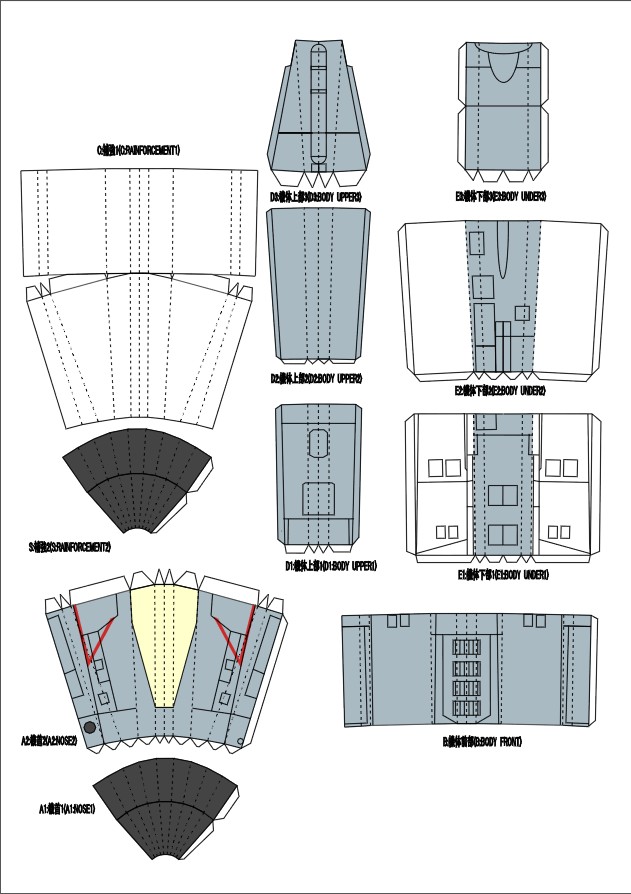 C:補強1(C:RAINFORCEMENT1)
D3:機体上部3(D3:BODY UPPER3)
E3:機体下部3(E3:BODY UNDER3)
D2:機体上部2(D2:BODY UPPER2)
E2:機体下部2(E2:BODY UNDER2)
S:補強2(S:RAINFORCEMENT2)
D1:機体上部1(D1:BODY UPPER1)
E1:機体下部1(E1:BODY UNDER1)
A2:機首2(A2:NOSE2)
B:機体前部(B:BODY FRONT)
A1:機首1(A1:NOSE1)